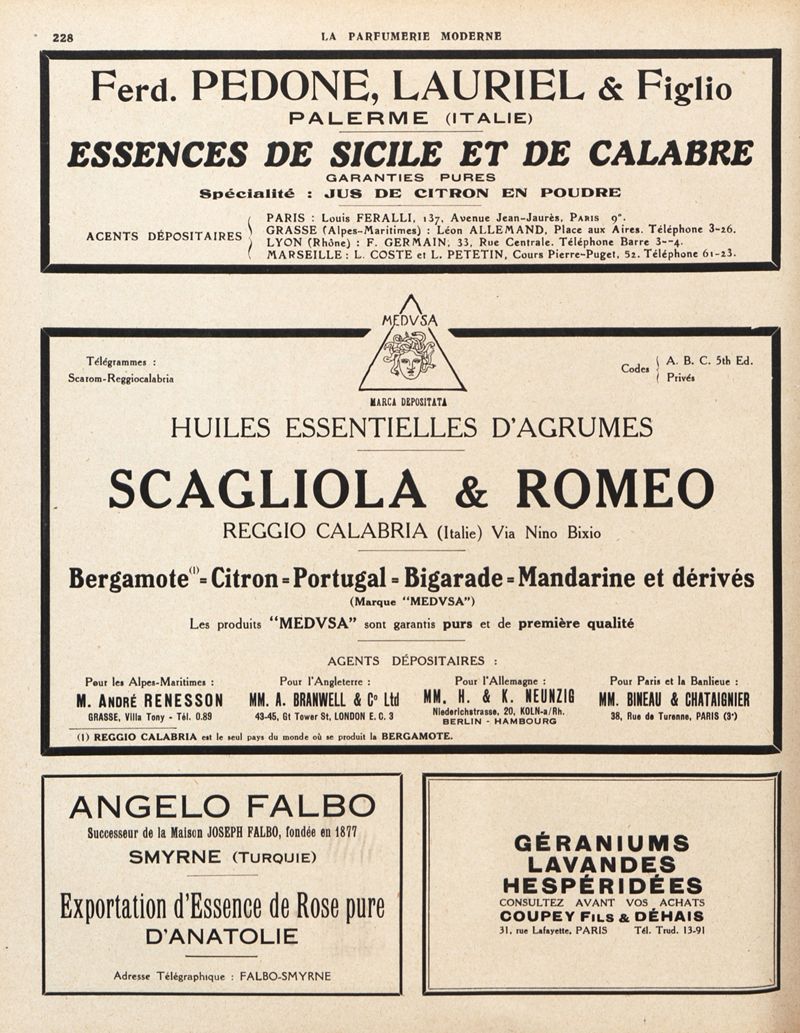 228
LA PARFUMERIE MODERNE
Ferd. PEDONE, LAURIEL & Figlio
PALERME (ITALIE)
ESSENCES DE SICILE ET DE CALABRE
GARANTIES PURES
Spécialité : JUS DE CITRON EN POUDRE
AGENTS DÉPOSITAIRES
PARIS : Louis FERALLI, 137, Avenue Jean-Jaurès, PARIS 9e.
GRASSE (Alpes-Maritimes) : Léon ALLEMAND, Place aux Aires. Téléphone 3-26.
LYON (Rhône) : F. GERMAIN, 33, Rue Centrale. Téléphone Barre 3--4.
MARSEILLE : L. COSTE et L. PETETIN, Cours Pierre-Puget, 52. Téléphone 61-23.
MEDVSA
MARCA DEPOSITATA
Télégrammes :
Scarom-Reggiocalabria
Codes
A. B. C. 5th Ed.
Privés
HUILES ESSENTIELLES D'AGRUMES
SCAGLIOLA & ROMEO
REGGIO CALABRIA (Italie) Via Nino Bixio
Bergamote(1)=Citron=Portugal=Bigarade=Mandarine et dérivés
(Marque "MEDVSA")
Les produits "MEDVSA" sont garantis purs et de première qualité
AGENTS DÉPOSITAIRES :
Pour les Alpes-Maritimes :
M. ANDRÉ RENESSON
GRASSE, Villa Tony - Tél. 0.89
Pour l'Angleterre :
MM. A. BRANWELL & Co Ltd
43-45, Gt Tower St, LONDON E. C. 3
Pour l'Allemagne :
MM. H. & K. NEUNZIG
Niederichstrasse, 20, KOLN-a/Rh.
BERLIN - HAMBOURG
Pour Paris et la Banlieue :
MM. BINEAU & CHATAIGNIER
38, Rue de Turenne, PARIS (3e)
(1) REGGIO CALABRIA est le seul pays du monde où se produit la BERGAMOTE.
ANGELO FALBO
Successeur de la Maison JOSEPH FALBO, fondée en 1877
SMYRNE (TURQUIE)
Exportation d'Essence de Rose pure
D'ANATOLIE
Adresse Télégraphique : FALBO-SMYRNE
GÉRANIUMS
LAVANDES
HESPÉRIDÉES
CONSULTEZ AVANT VOS ACHATS
COUPEY FILS & DÉHAIS
31, rue Lafayette, PARIS Tél. Trud. 13-91